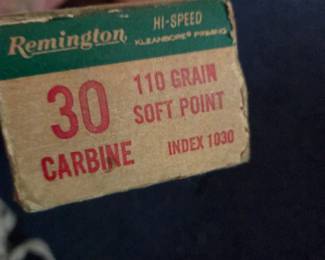 Remington HI-SPEED
KLEANBORE® PRIMING
30 110 GRAIN
SOFT POINT
CARBINE INDEX 1030